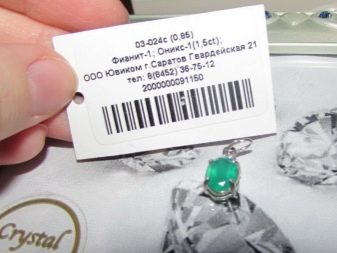 03-024с (0,85)
Фианит-1; Оникс-1(1,5ct);
ООО Ювиком г.Саратов Гвардейская 21
тел: 8(8452) 36-75-12
2000000091150
5
Crystal